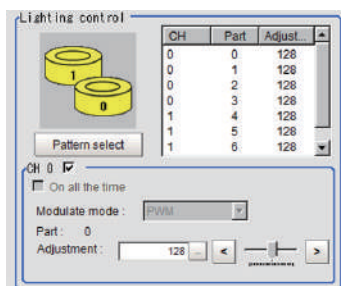 Lighting control
CH Part Adjust...
0 0 128
0 1 128
0 2 128
0 3 128
1 4 128
1 5 128
1 6 128
1
0
Pattern select
CH 0
On all the time
Modulate mode : PWM
Part : 0
Adjustment : 128 ... < >